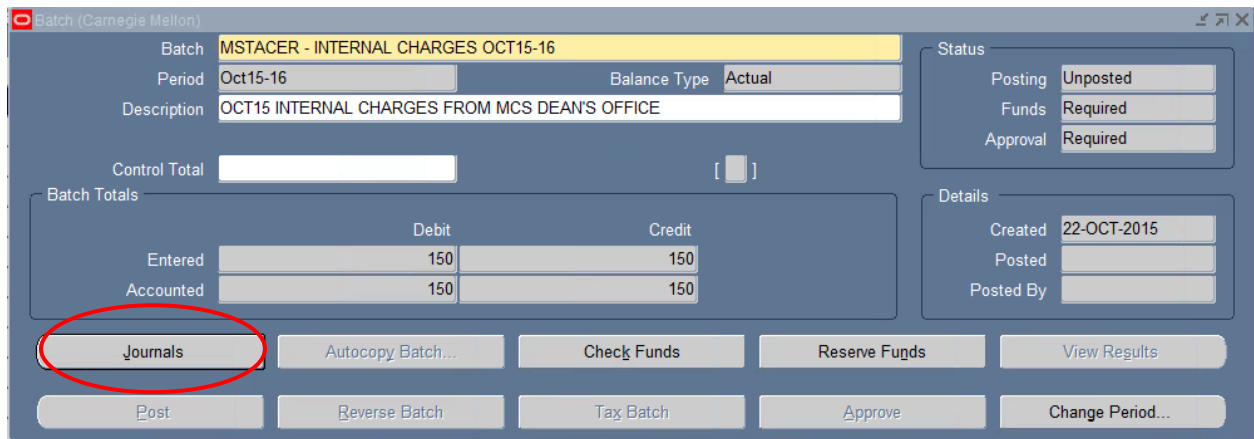 Batch (Carnegie Mellon)
Batch MSTACER - INTERNAL CHARGES OCT15-16
Period Oct15-16 Balance Type Actual
Description OCT15 INTERNAL CHARGES FROM MCS DEAN'S OFFICE
Control Total [ ]
Status
Posting Unposted
Funds Required
Approval Required
Batch Totals
Debit Credit
Entered 150 150
Accounted 150 150
Details
Created 22-OCT-2015
Posted
Posted By
Journals Autocopy Batch... Check Funds Reserve Funds View Results
Post Reverse Batch Tax Batch Approve Change Period...